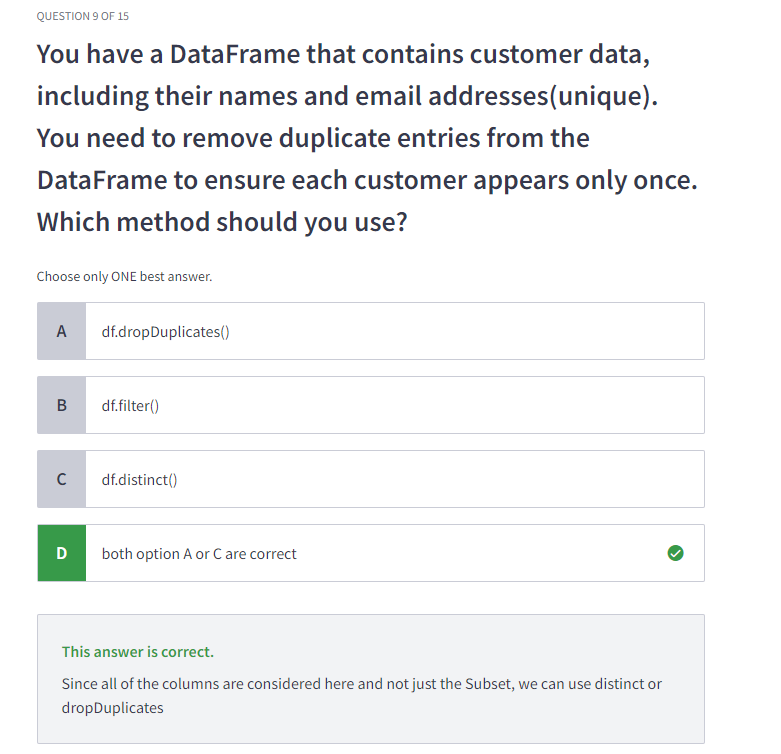 QUESTION 9 OF 15
You have a DataFrame that contains customer data,
including their names and email addresses(unique).
You need to remove duplicate entries from the
DataFrame to ensure each customer appears only once.
Which method should you use?
Choose only ONE best answer.
A df.dropDuplicates()
B df.filter()
C df.distinct()
D both option A or C are correct
This answer is correct.
Since all of the columns are considered here and not just the Subset, we can use distinct or
dropDuplicates